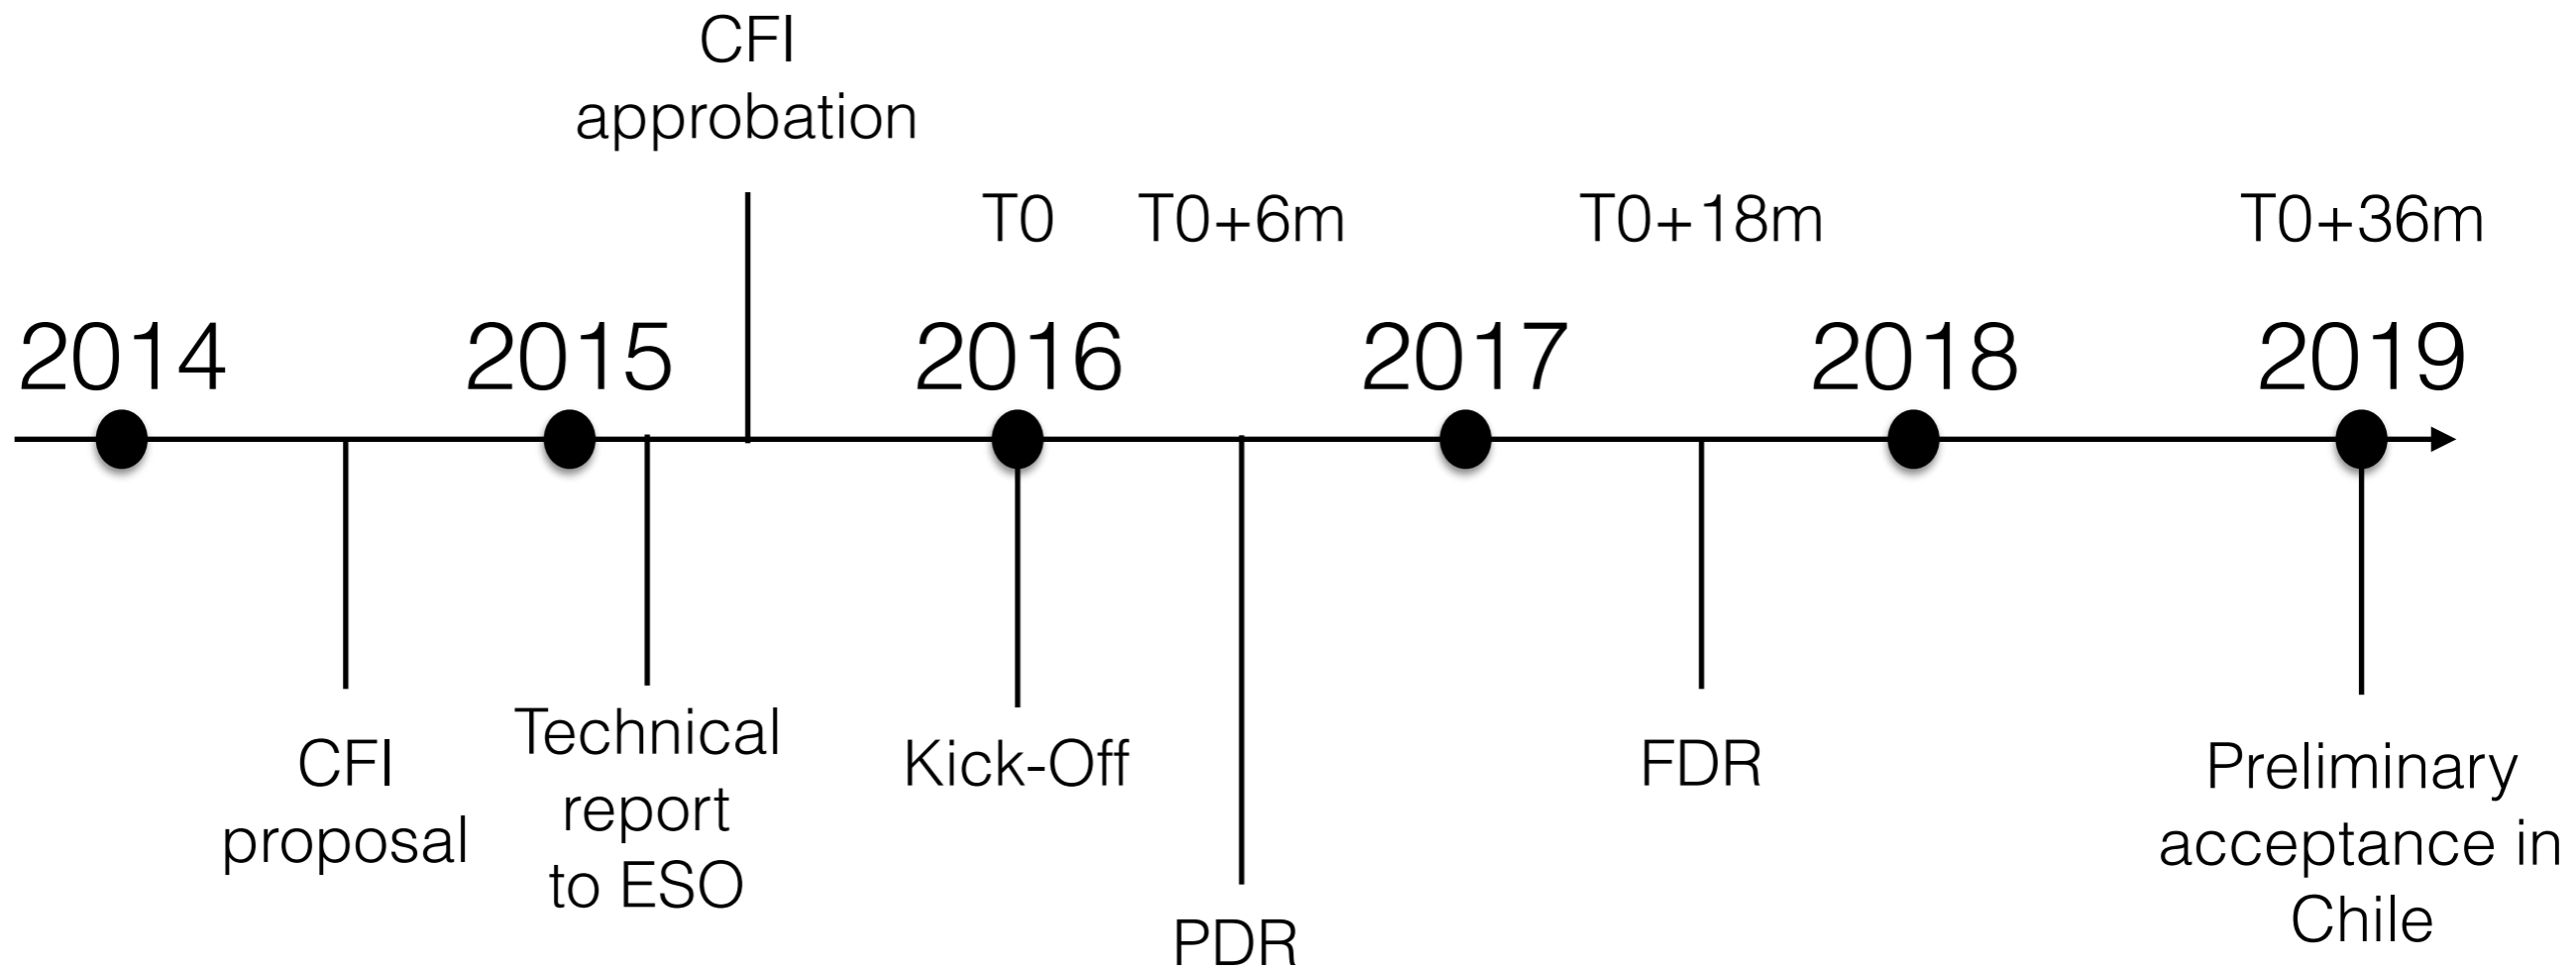 CFI
approbation
T0
T0+6m
T0+18m
T0+36m
2014
2015
2016
2017
2018
2019
CFI
proposal
Technical
report
to ESO
Kick-Off
PDR
FDR
Preliminary
acceptance in
Chile